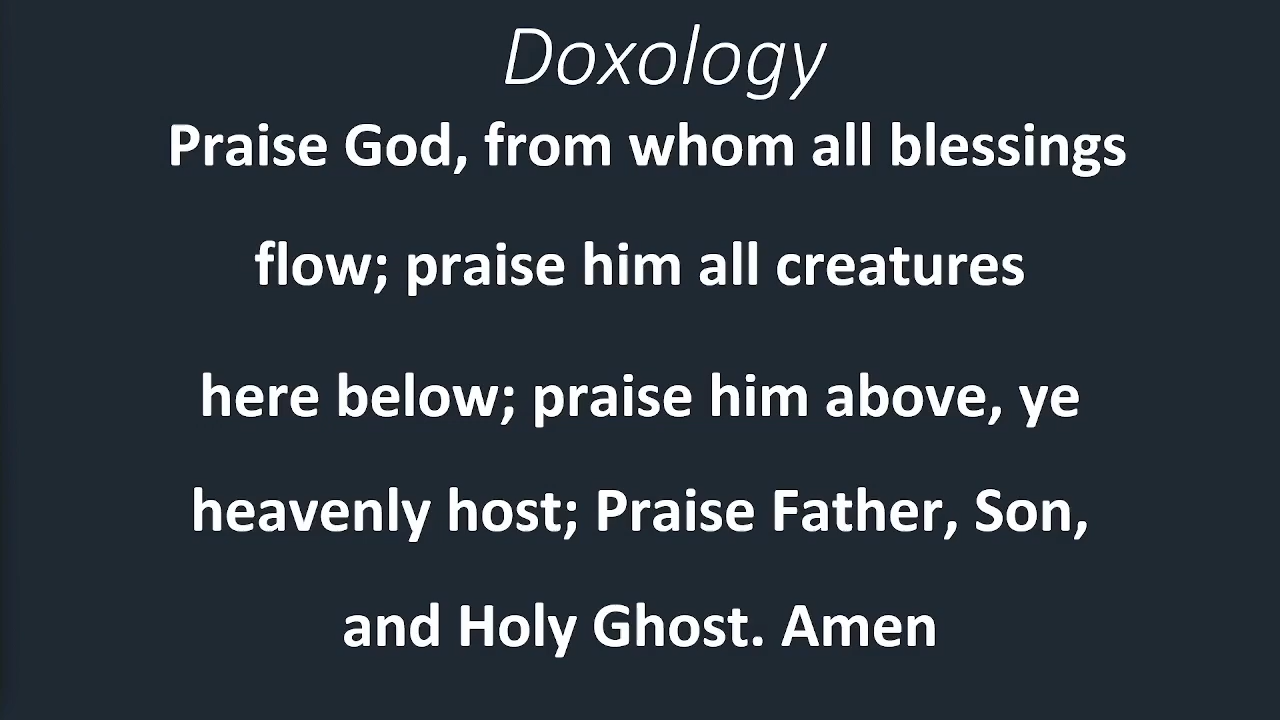 Doxology
Praise God, from whom all blessings
flow; praise him all creatures
here below; praise him above, ye
heavenly host; Praise Father, Son,
and Holy Ghost. Amen